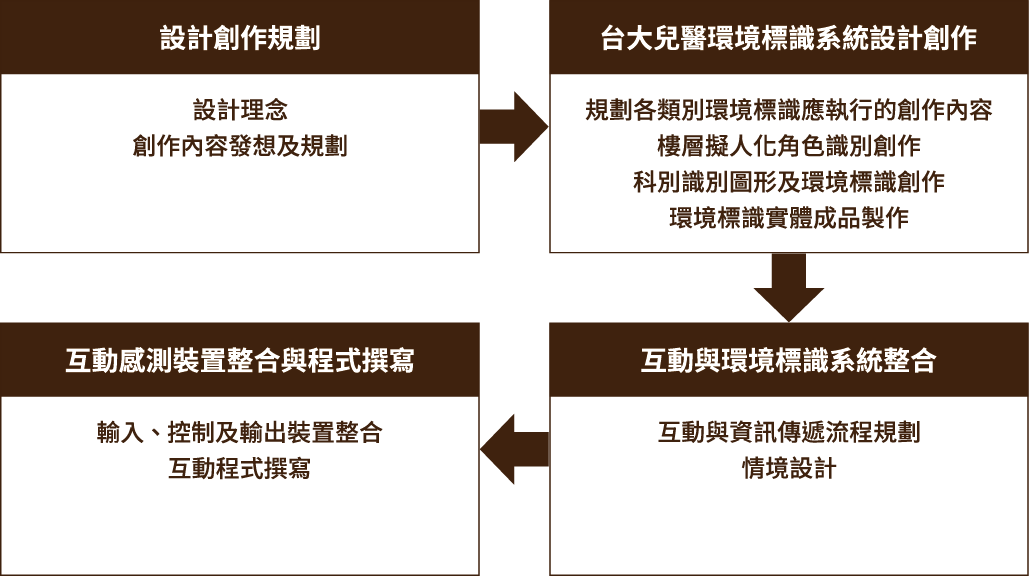 設計創作規劃
設計理念
創作內容發想及規劃
台大兒醫環境標識系統設計創作
規劃各類別環境標識應執行的創作內容
樓層擬人化角色識別創作
科別識別圖形及環境標識創作
環境標識實體成品製作
互動與環境標識系統整合
互動與資訊傳遞流程規劃
情境設計
互動感測裝置整合與程式撰寫
輸入、控制及輸出裝置整合
互動程式撰寫